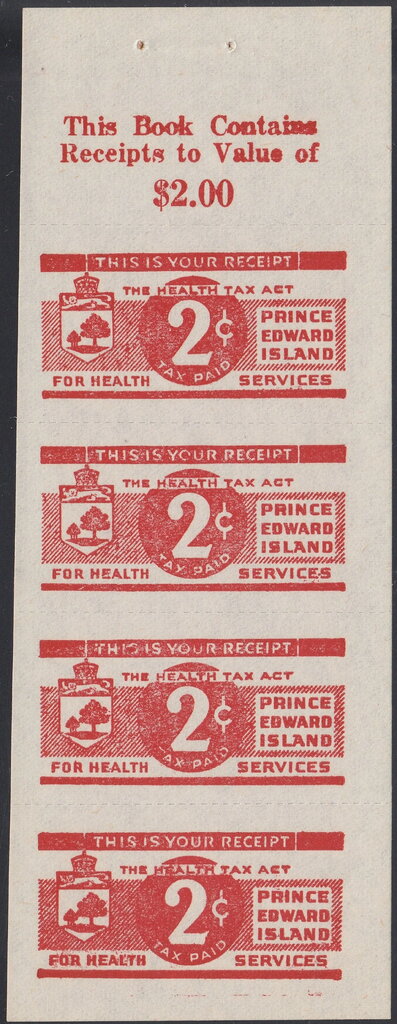 This Book Contains
Receipts to Value of
$2.00
THIS IS YOUR RECEIPT
THE HEALTH TAX ACT
2¢
TAX PAID
PRINCE
EDWARD
ISLAND
FOR HEALTH SERVICES
THIS IS YOUR RECEIPT
THE HEALTH TAX ACT
2¢
TAX PAID
PRINCE
EDWARD
ISLAND
FOR HEALTH SERVICES
THIS IS YOUR RECEIPT
THE HEALTH TAX ACT
2¢
TAX PAID
PRINCE
EDWARD
ISLAND
FOR HEALTH SERVICES
THIS IS YOUR RECEIPT
THE HEALTH TAX ACT
2¢
TAX PAID
PRINCE
EDWARD
ISLAND
FOR HEALTH SERVICES